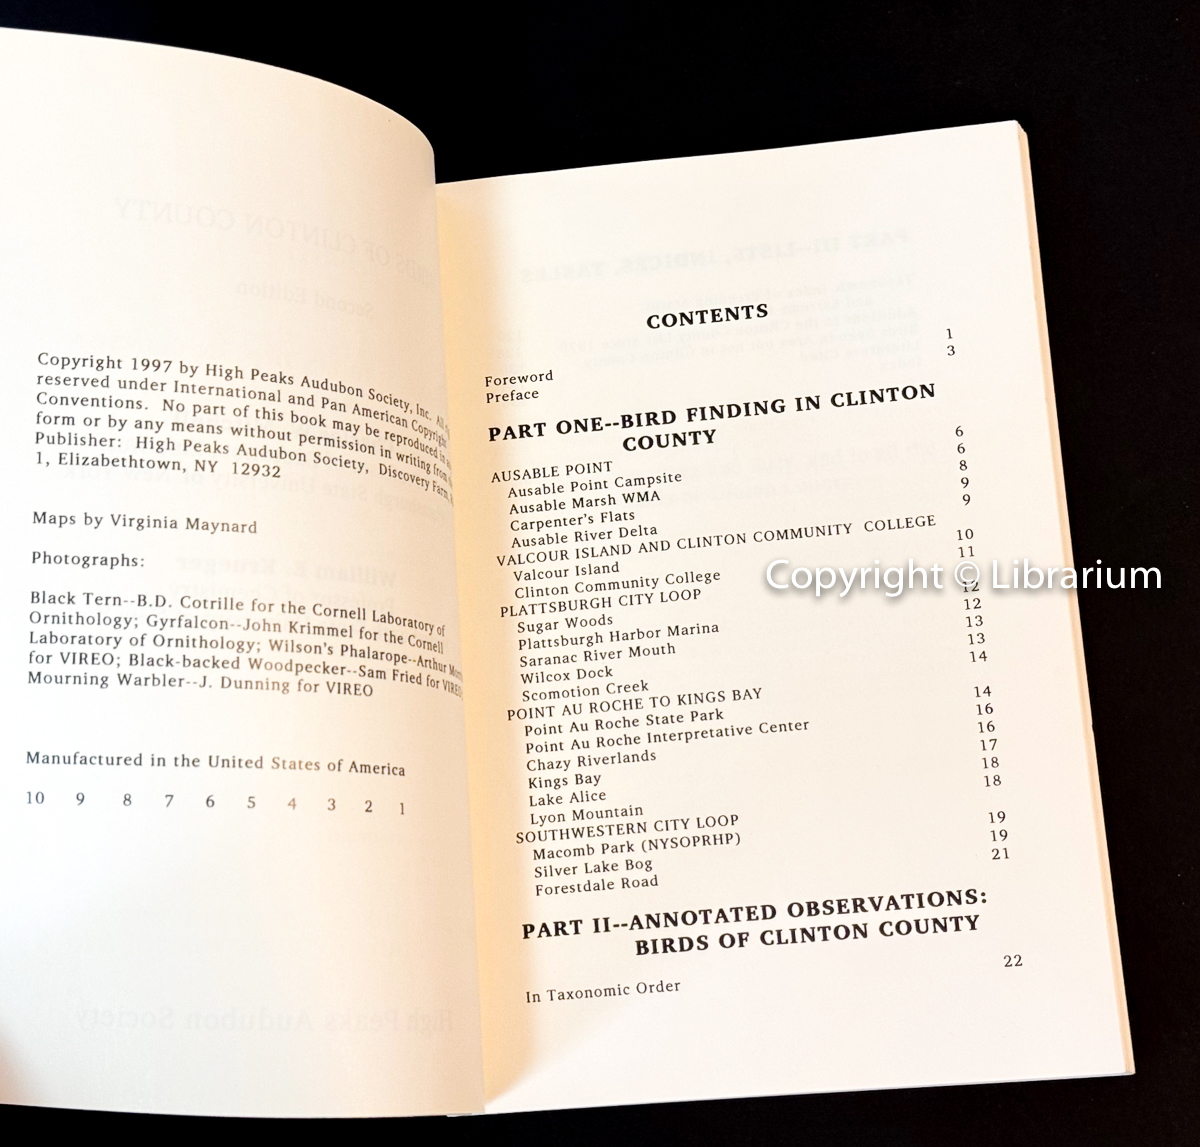 Copyright 1997 by High Peaks Audubon Society, Inc. All
reserved under International and Pan American Copyright
Conventions. No part of this book may be reproduced in
form or by any means without permission in writing from
Publisher: High Peaks Audubon Society, Discovery Farm,
1, Elizabethtown, NY 12932
Maps by Virginia Maynard
Photographs:
Black Tern--B.D. Cotrille for the Cornell Laboratory of
Ornithology; Gyrfalcon--John Krimmel for the Cornell
Laboratory of Ornithology; Wilson's Phalarope--Arthur
for VIREO; Black-backed Woodpecker--Sam Fried for VIREO;
Mourning Warbler--J. Dunning for VIREO
Manufactured in the United States of America
10 9 8 7 6 5 4 3 2 1
CONTENTS
Foreword 1
Preface 3
PART ONE--BIRD FINDING IN CLINTON
COUNTY
AUSABLE POINT 6
Ausable Point Campsite 6
Ausable Marsh WMA 8
Carpenter's Flats 9
Ausable River Delta 9
VALCOUR ISLAND AND CLINTON COMMUNITY COLLEGE
Valcour Island 10
Clinton Community College 11
PLATTSBURGH CITY LOOP
Sugar Woods 12
Plattsburgh Harbor Marina 12
Saranac River Mouth 13
Wilcox Dock 13
Scomotion Creek 14
POINT AU ROCHE TO KINGS BAY
Point Au Roche State Park 14
Point Au Roche Interpretative Center 16
Chazy Riverlands 16
Kings Bay 17
Lake Alice 18
Lyon Mountain 18
SOUTHWESTERN CITY LOOP
Macomb Park (NYSOPRHP) 19
Silver Lake Bog 19
Forestdale Road 21
PART II--ANNOTATED OBSERVATIONS:
BIRDS OF CLINTON COUNTY
In Taxonomic Order 22
Copyright © Librarium